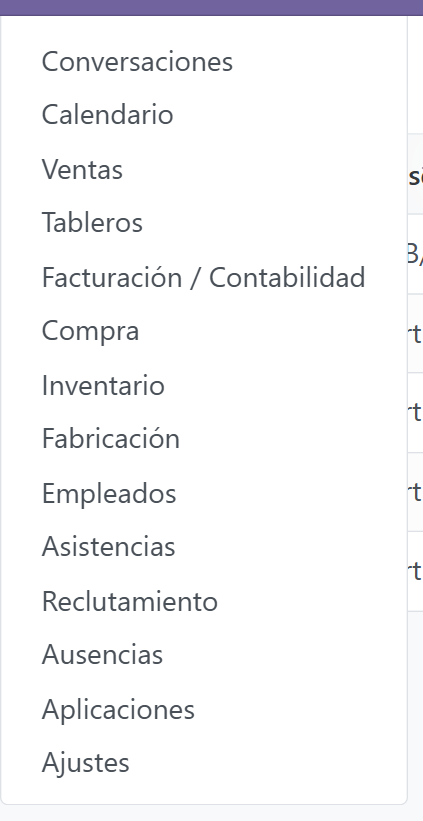 Conversaciones
Calendario
Ventas
Tableros
Facturación / Contabilidad
Compra
Inventario
Fabricación
Empleados
Asistencias
Reclutamiento
Ausencias
Aplicaciones
Ajustes